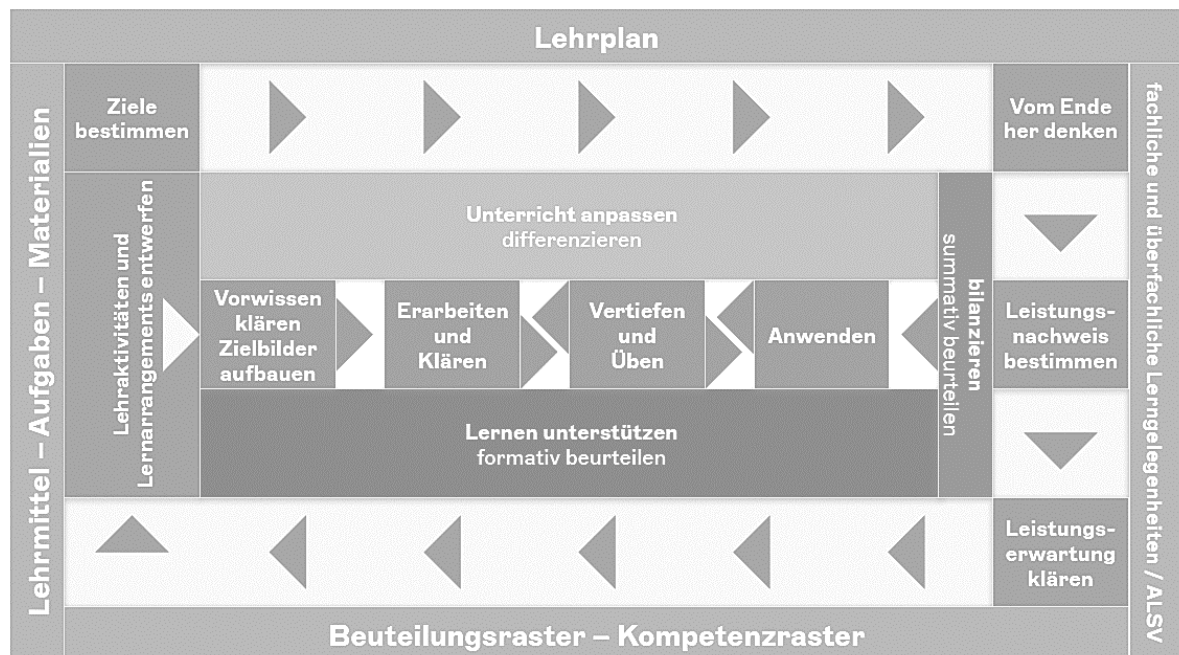 Lehrplan
Lehrmittel – Aufgaben – Materialien
Ziele
bestimmen
Vom Ende
her denken
fachliche und überfachliche Lerngelegenheiten / ALSV
Lehraktivitäten und
Lernarrangements entwerfen
Unterricht anpassen
differenzieren
Vorwissen
klären
Zielbilder
aufbauen
Erarbeiten
und
Klären
Vertiefen
und
Üben
Anwenden
bilanzieren
summativ beurteilen
Leistungs-
nachweis
bestimmen
Lernen unterstützen
formativ beurteilen
Leistungs-
erwartung
klären
Beuteilungsraster – Kompetenzraster